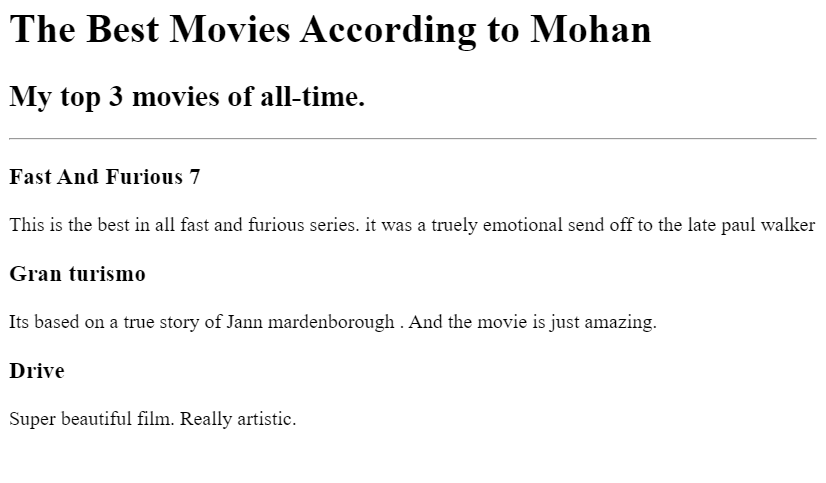 The Best Movies According to Mohan
My top 3 movies of all-time.
Fast And Furious 7
This is the best in all fast and furious series. it was a truely emotional send off to the late paul walker
Gran turismo
Its based on a true story of Jann mardenborough . And the movie is just amazing.
Drive
Super beautiful film. Really artistic.